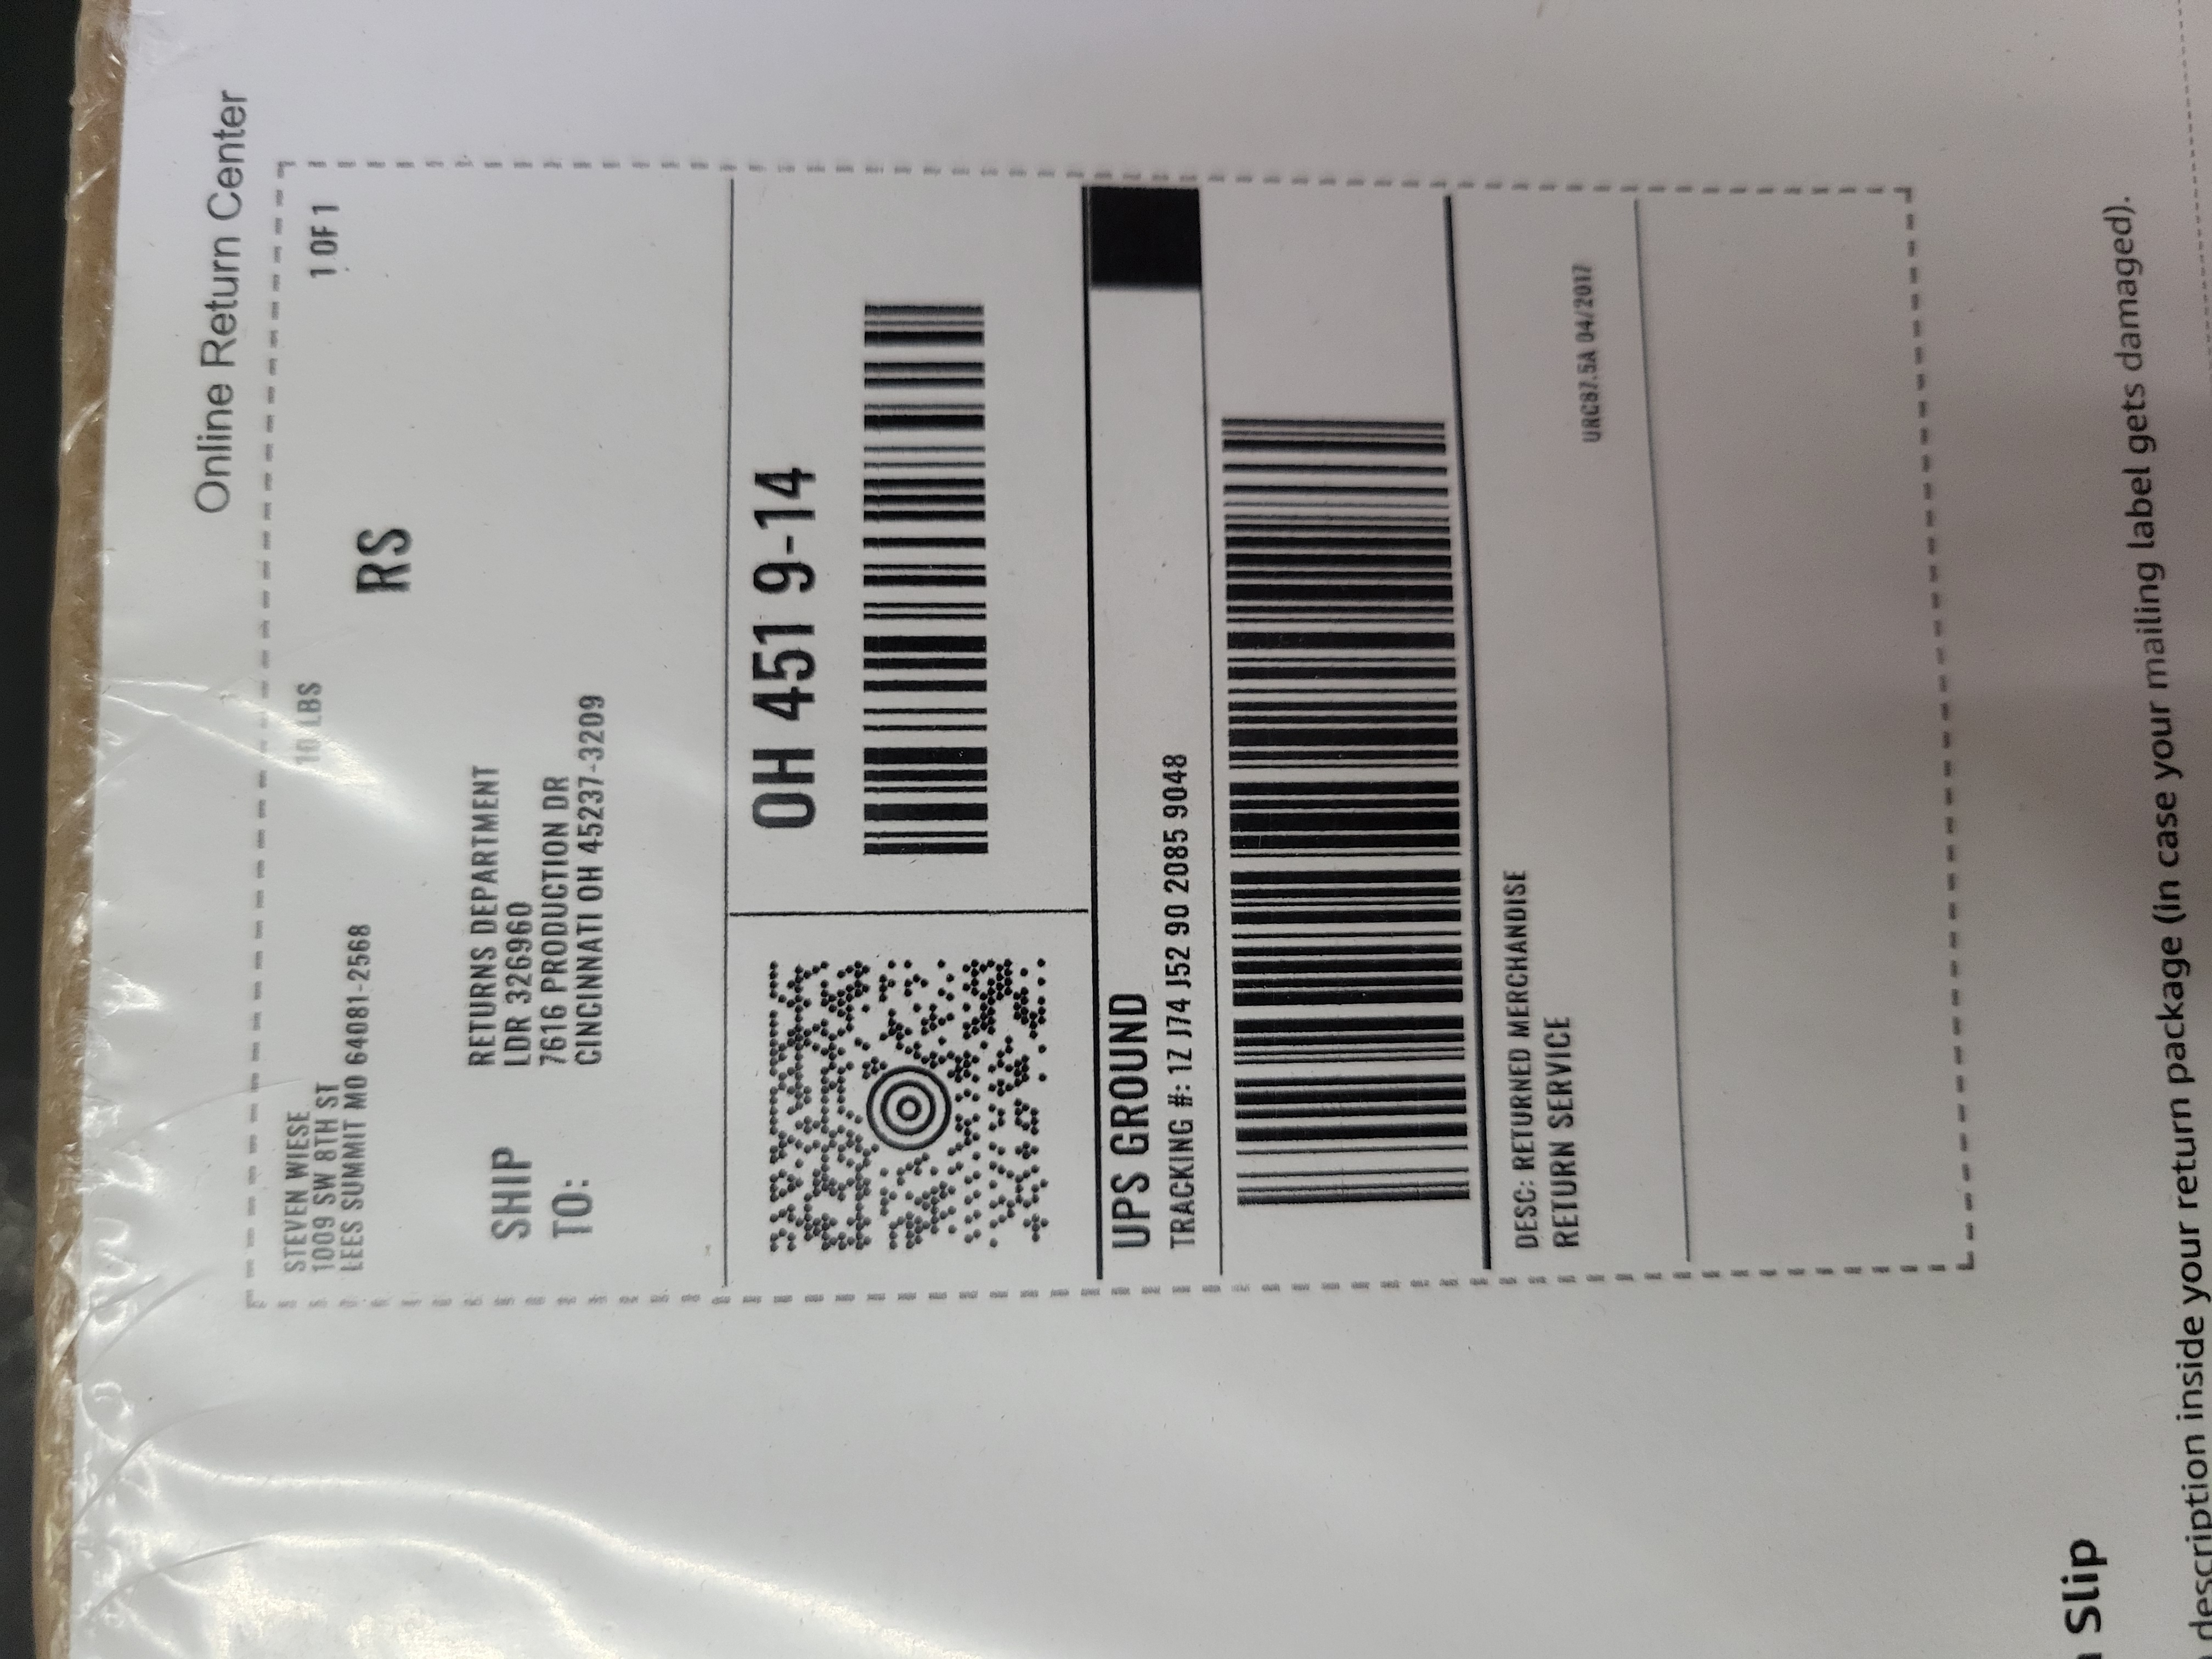 Online Return Center
STEVEN WIESE
1009 SW 8TH ST
LEES SUMMIT MO 64081-2568
10 LBS
1 OF 1
RS
SHIP
TO:
RETURNS DEPARTMENT
LDR 326960
7616 PRODUCTION DR
CINCINNATI OH 45237-3209
OH 451 9-14
UPS GROUND
TRACKING #: 1Z J74 J52 90 2085 9048
DESC: RETURNED MERCHANDISE
RETURN SERVICE
URC87.5A 04/2017
Slip
description inside your return package (in case your mailing label gets damaged).